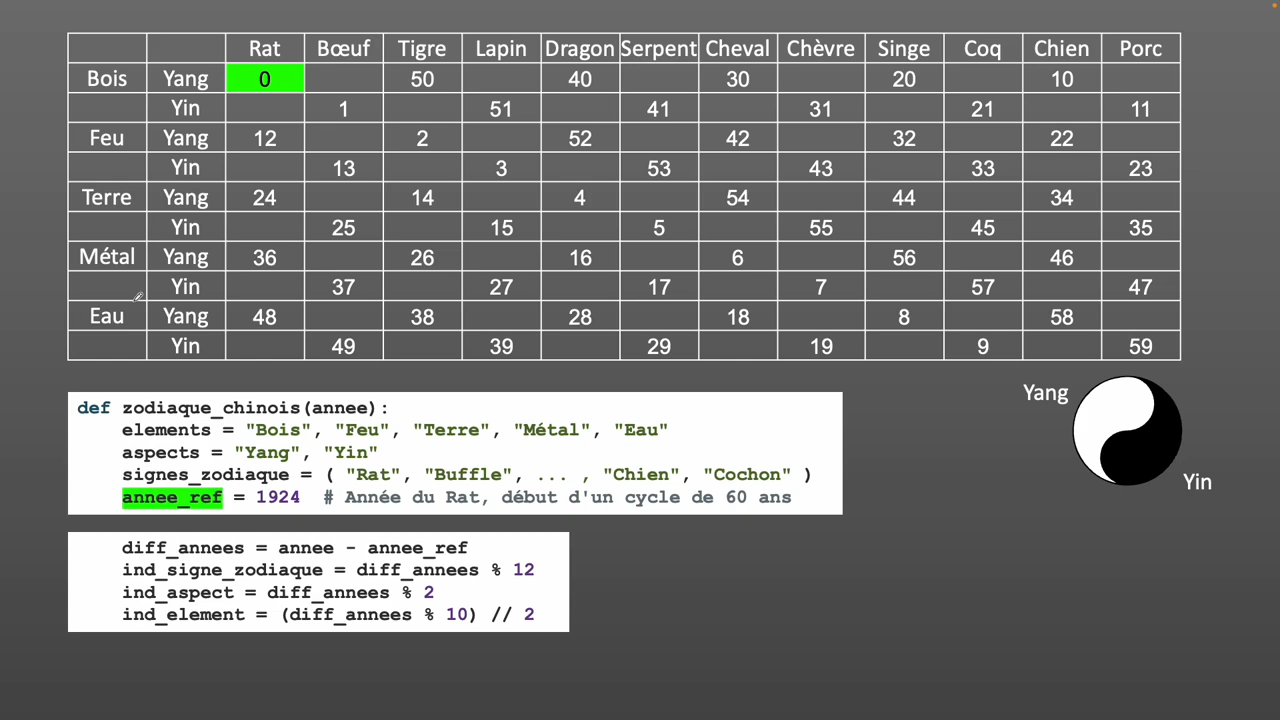 Rat Bœuf Tigre Lapin Dragon Serpent Cheval Chèvre Singe Coq Chien Porc
Bois Yang 0 50 40 30 20 10
Yin 1 51 41 31 21 11
Feu Yang 12 2 52 42 32 22
Yin 13 3 53 43 33 23
Terre Yang 24 14 4 54 44 34
Yin 25 15 5 55 45 35
Métal Yang 36 26 16 6 56 46
Yin 37 27 17 7 57 47
Eau Yang 48 38 28 18 8 58
Yin 49 39 29 19 9 59
Yang
Yin
def zodiaque_chinois(annee):
elements = "Bois", "Feu", "Terre", "Métal", "Eau"
aspects = "Yang", "Yin"
signes_zodiaque = ( "Rat", "Buffle", ... , "Chien", "Cochon" )
annee_ref = 1924 # Année du Rat, début d'un cycle de 60 ans
diff_annees = annee - annee_ref
ind_signe_zodiaque = diff_annees % 12
ind_aspect = diff_annees % 2
ind_element = (diff_annees % 10) // 2